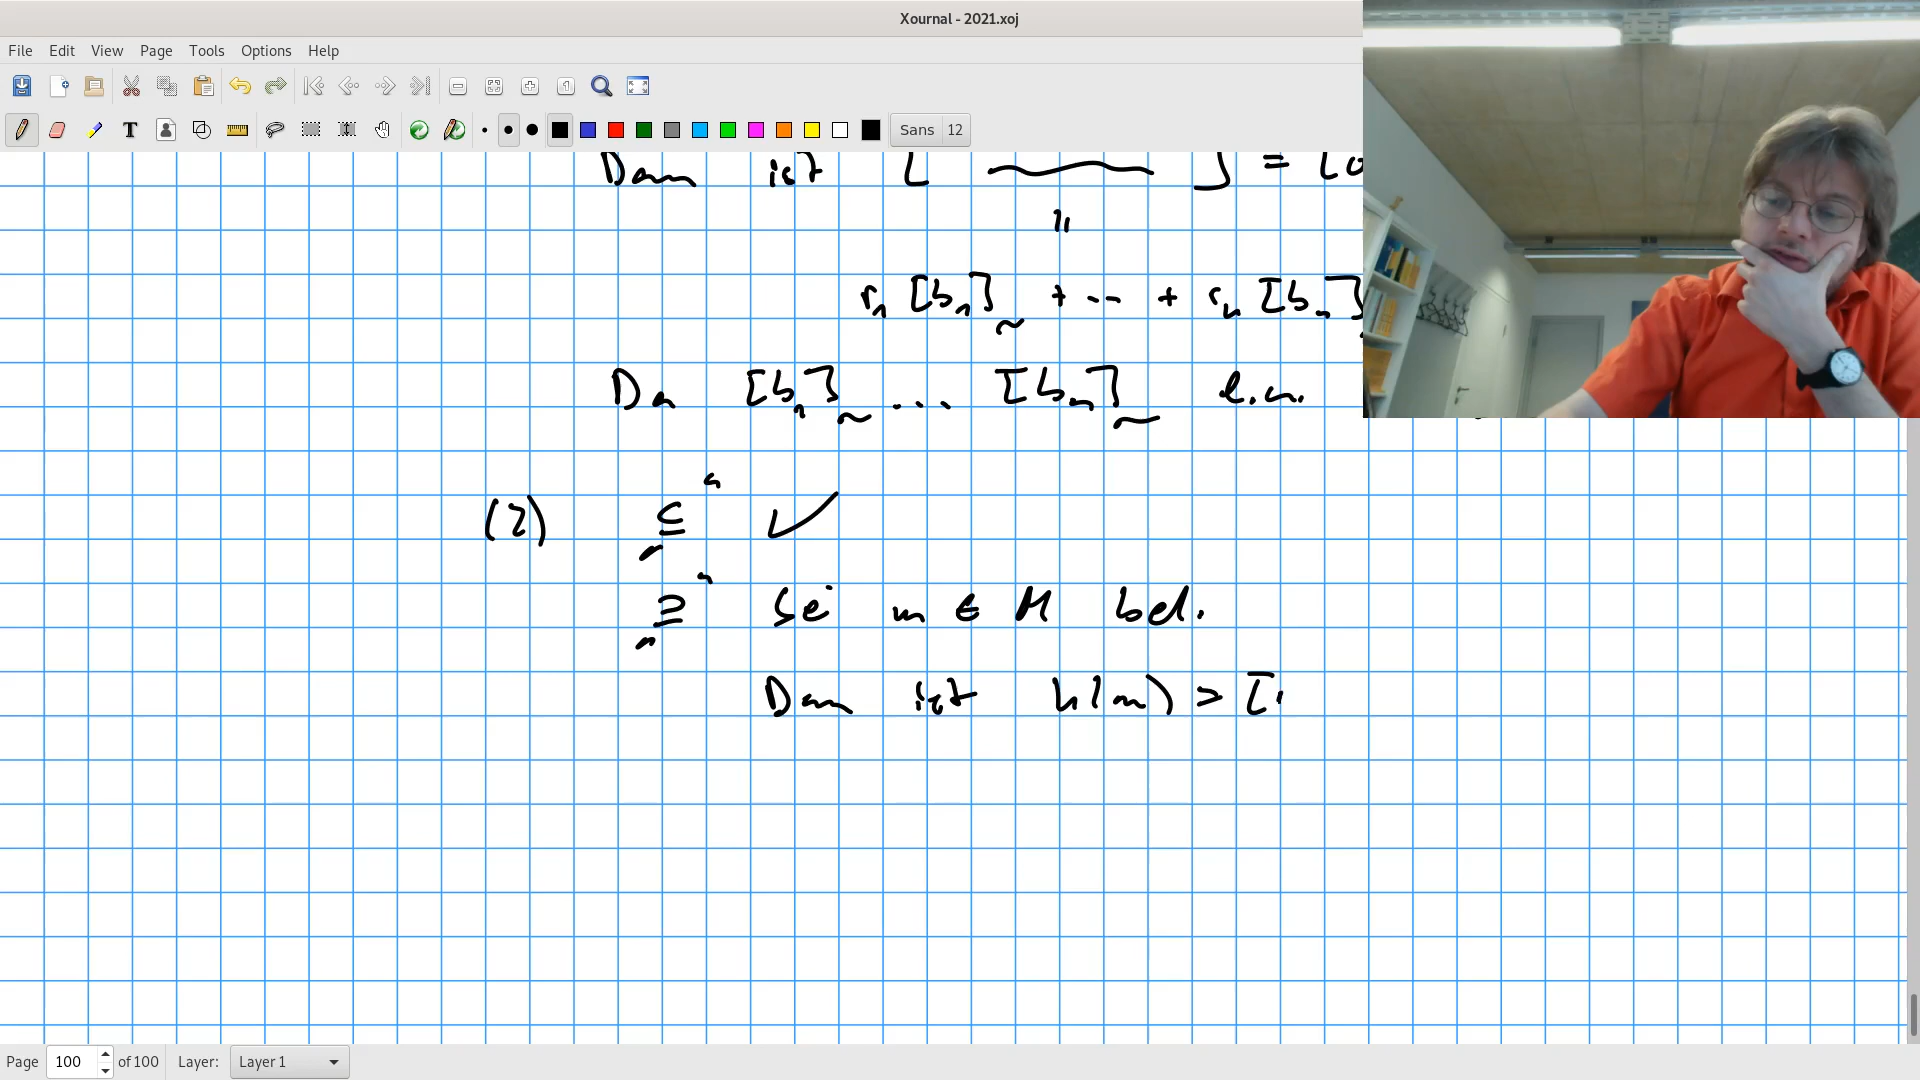 Xournal - 2021.xoj
File Edit View Page Tools Options Help
Sans 12
Dann ist [ ] = [0
"
r₁ [b₁]~ + -- + rₙ [bₙ]
Da [b₁]~ ... [bₙ]~ l.u.
(2) "⊆" ✓
"⊇" Sei m ∈ M bel.
Dann ist h(m) = [
Page 100 of 100 Layer: Layer 1